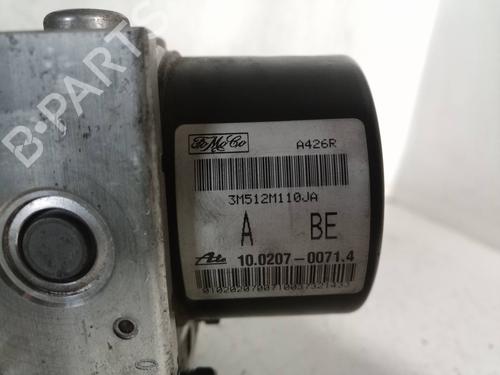 B-PARTS
FoMoCo A426R
3M512M110JA
A BE
Ate 10.0207-0071.4